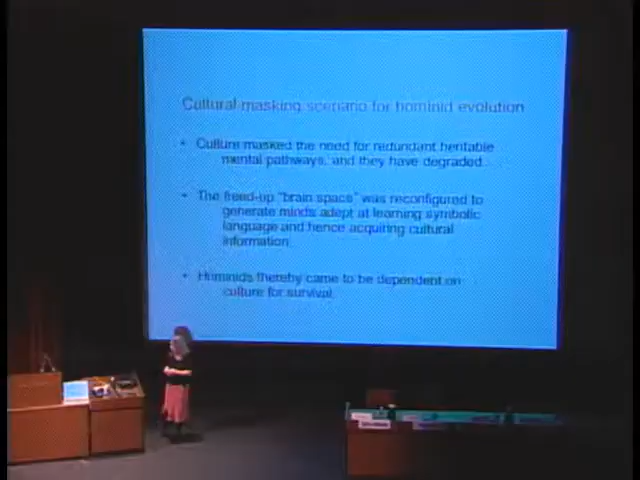 Cultural masking scenario for hominid evolution
• Culture masked the need for redundant heritable
mental pathways, and they have degraded.
• The freed-up "brain space" was reconfigured to
generate minds adept at learning symbolic
language and hence acquiring cultural
information.
• Hominids thereby came to be dependent on
culture for survival.